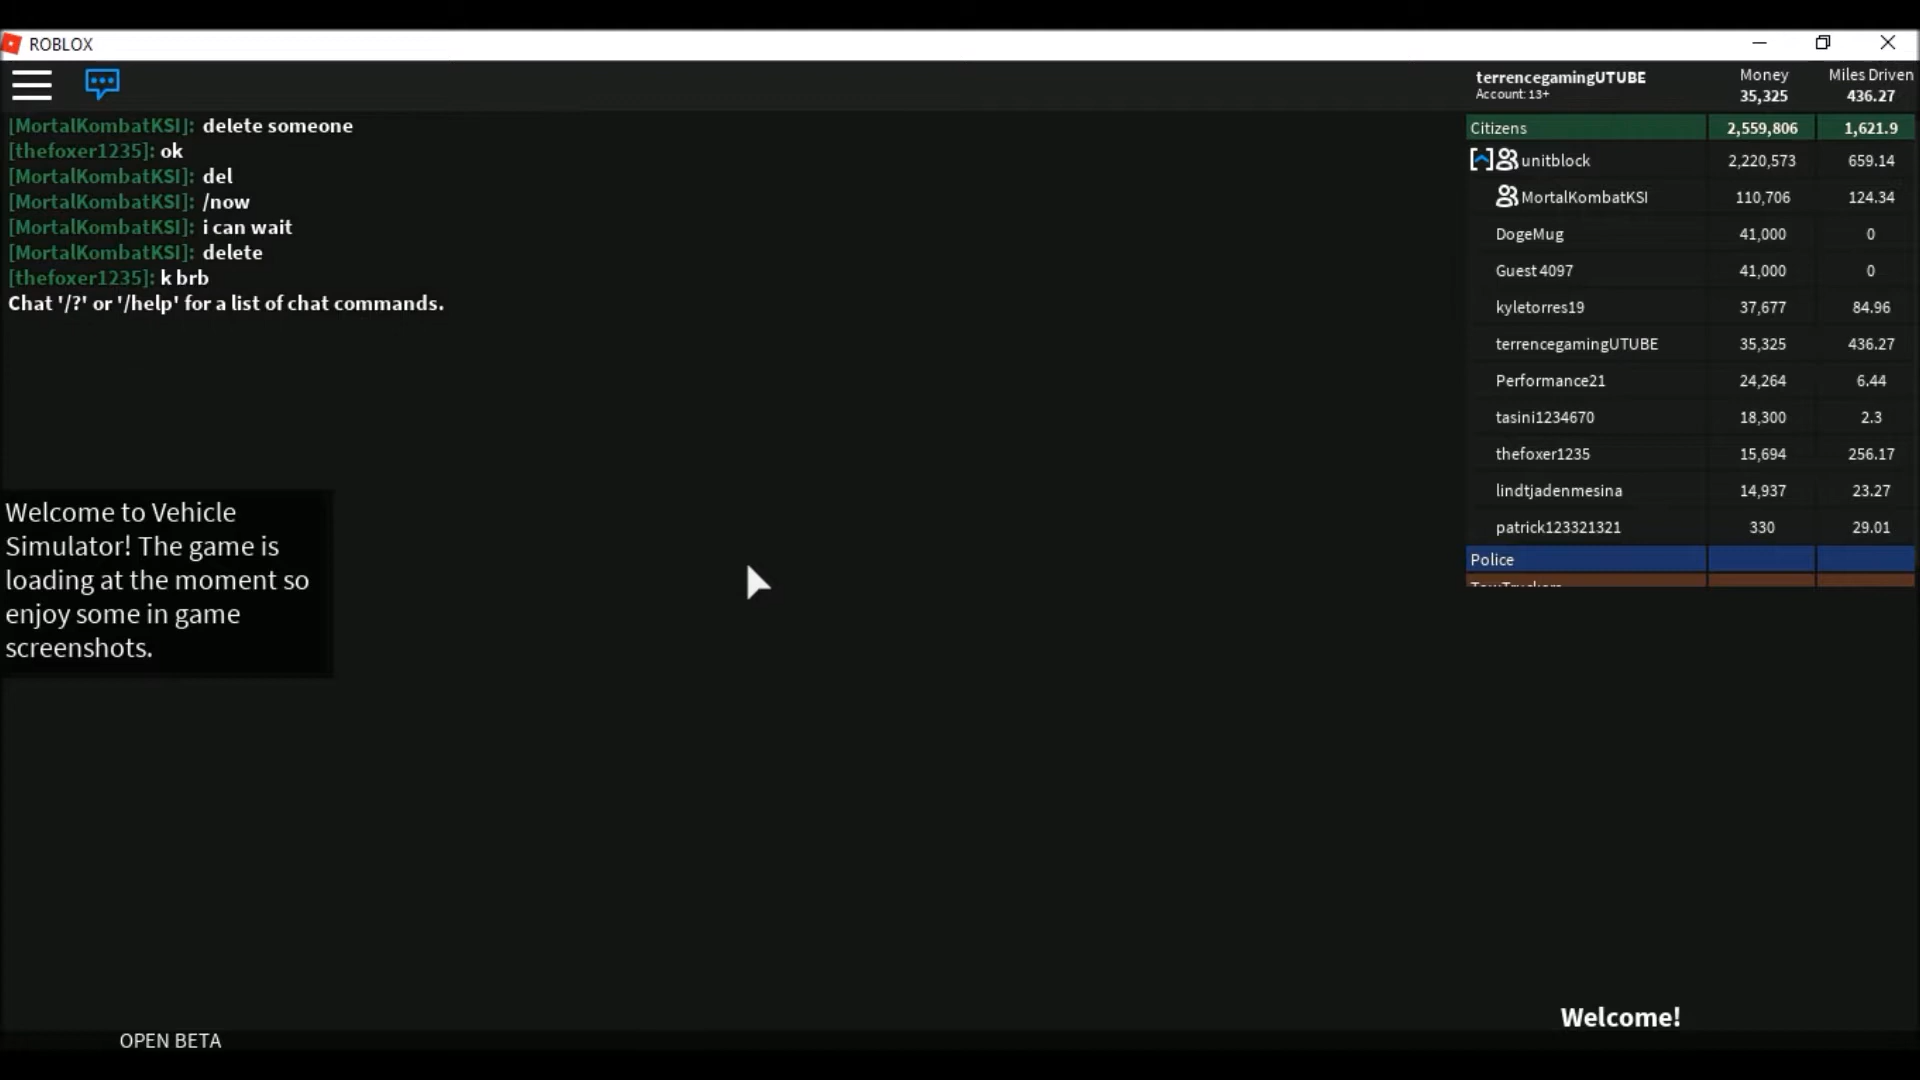 ROBLOX
terrencegamingUTUBE Money Miles Driven
Account: 13+ 35,325 436.27
[MortalKombatKSI]: delete someone
[thefoxer1235]: ok
[MortalKombatKSI]: del
[MortalKombatKSI]: /now
[MortalKombatKSI]: i can wait
[MortalKombatKSI]: delete
[thefoxer1235]: k brb
Chat '/?' or '/help' for a list of chat commands.
Citizens 2,559,806 1,621.9
unitblock 2,220,573 659.14
MortalKombatKSI 110,706 124.34
DogeMug 41,000 0
Guest 4097 41,000 0
kyletorres19 37,677 84.96
terrencegamingUTUBE 35,325 436.27
Performance21 24,264 6.44
tasini1234670 18,300 2.3
thefoxer1235 15,694 256.17
lindtjadenmesina 14,937 23.27
patrick123321321 330 29.01
Police
Welcome to Vehicle
Simulator! The game is
loading at the moment so
enjoy some in game
screenshots.
Welcome!
OPEN BETA